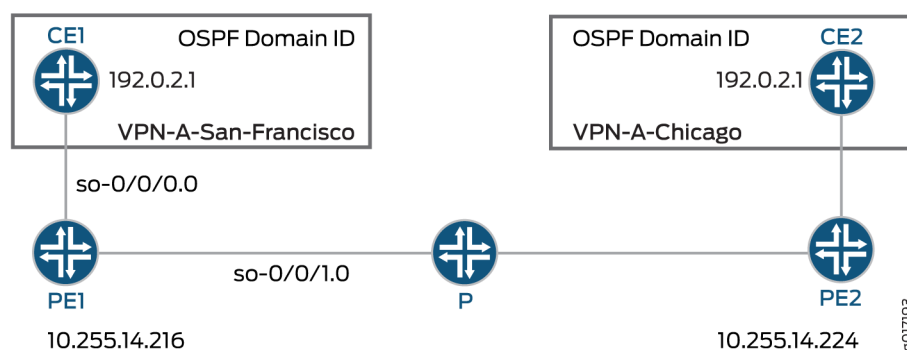 CE1
OSPF Domain ID
192.0.2.1
VPN-A-San-Francisco
OSPF Domain ID
CE2
192.0.2.1
VPN-A-Chicago
so-0/0/0.0
so-0/0/1.0
PE1
P
PE2
10.255.14.216
10.255.14.224
g017193